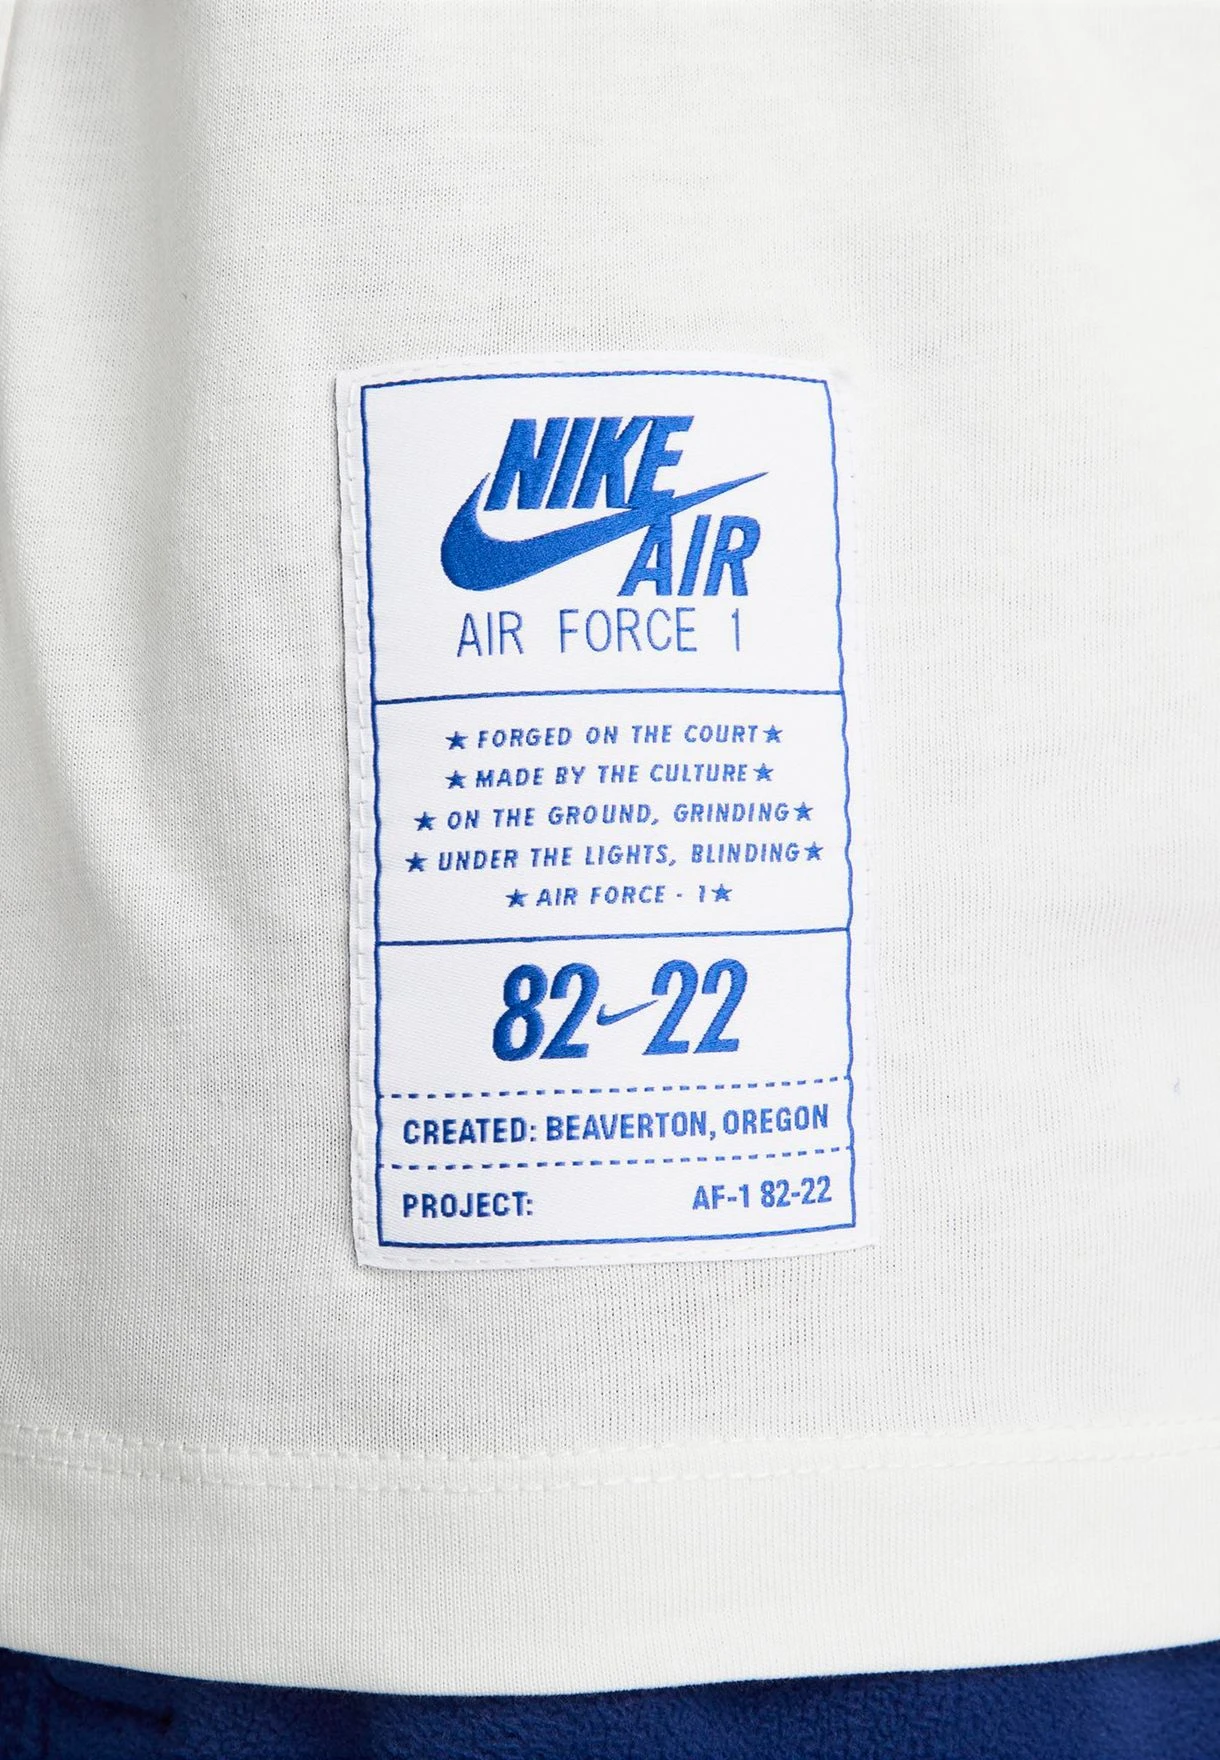 NIKE
AIR
AIR FORCE 1
★ FORGED ON THE COURT ★
★ MADE BY THE CULTURE ★
★ ON THE GROUND, GRINDING ★
★ UNDER THE LIGHTS, BLINDING ★
★ AIR FORCE - 1 ★
82-22
CREATED: BEAVERTON, OREGON
PROJECT: AF-1 82-22